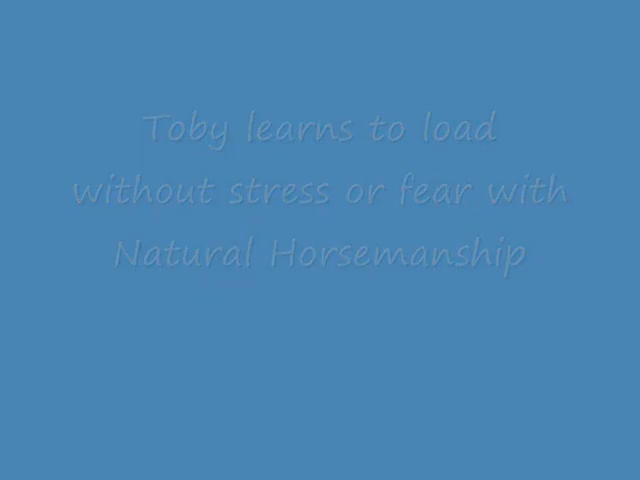 Toby learns to load
without stress or fear with
Natural Horsemanship